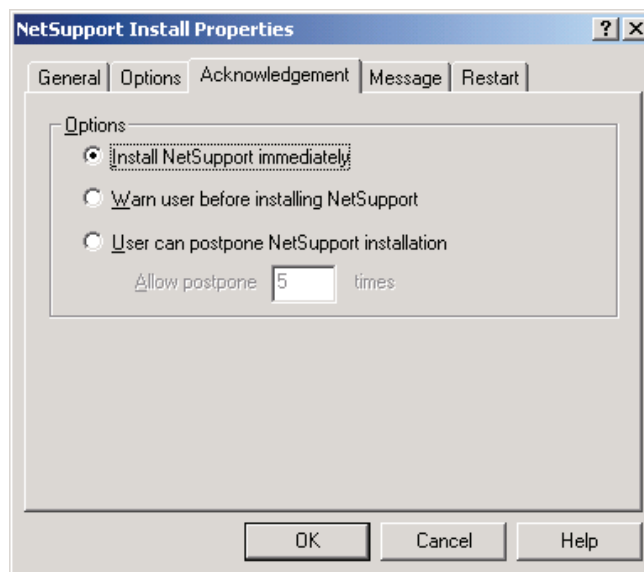 NetSupport Install Properties
General Options Acknowledgement Message Restart
Options
Install NetSupport immediately
Warn user before installing NetSupport
User can postpone NetSupport installation
Allow postpone 5 times
OK Cancel Help